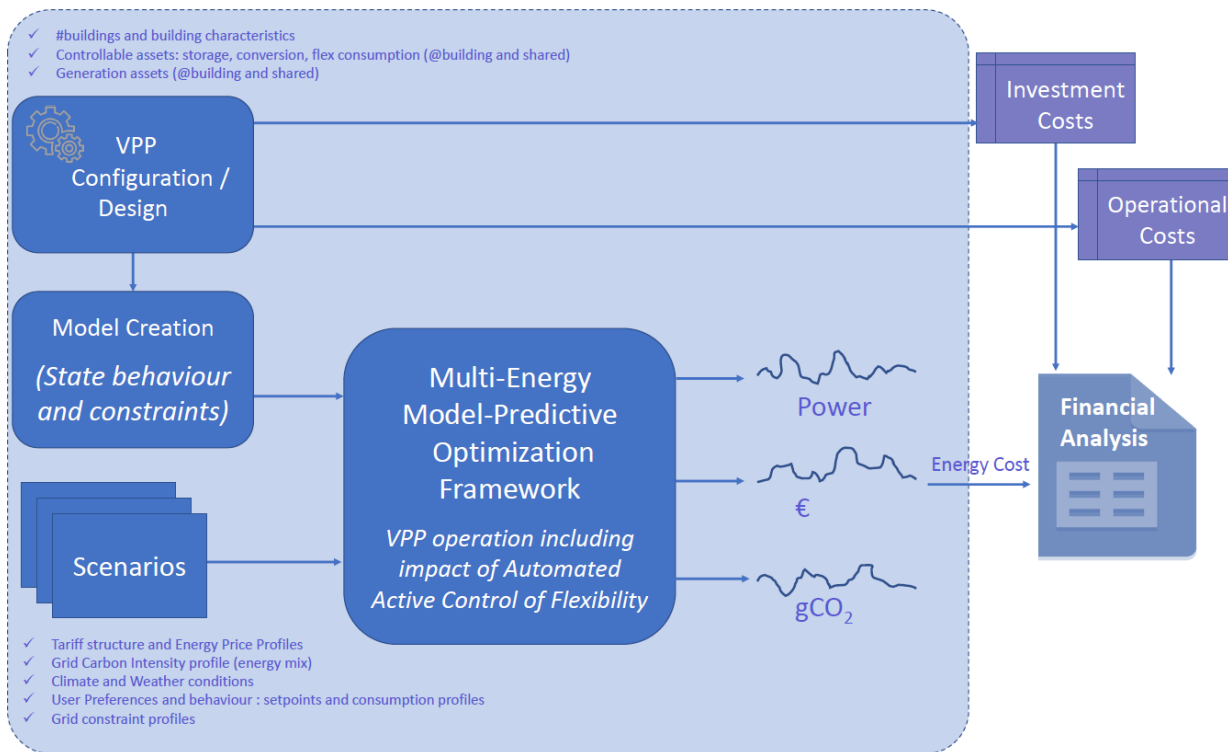 #buildings and building characteristics
Controllable assets: storage, conversion, flex consumption (@building and shared)
Generation assets (@building and shared)
VPP
Configuration /
Design
Investment
Costs
Operational
Costs
Model Creation
(State behaviour
and constraints)
Multi-Energy
Model-Predictive
Optimization
Framework
VPP operation including
impact of Automated
Active Control of Flexibility
Power
€
gCO₂
Energy Cost
Financial
Analysis
Scenarios
Tariff structure and Energy Price Profiles
Grid Carbon Intensity profile (energy mix)
Climate and Weather conditions
User Preferences and behaviour : setpoints and consumption profiles
Grid constraint profiles